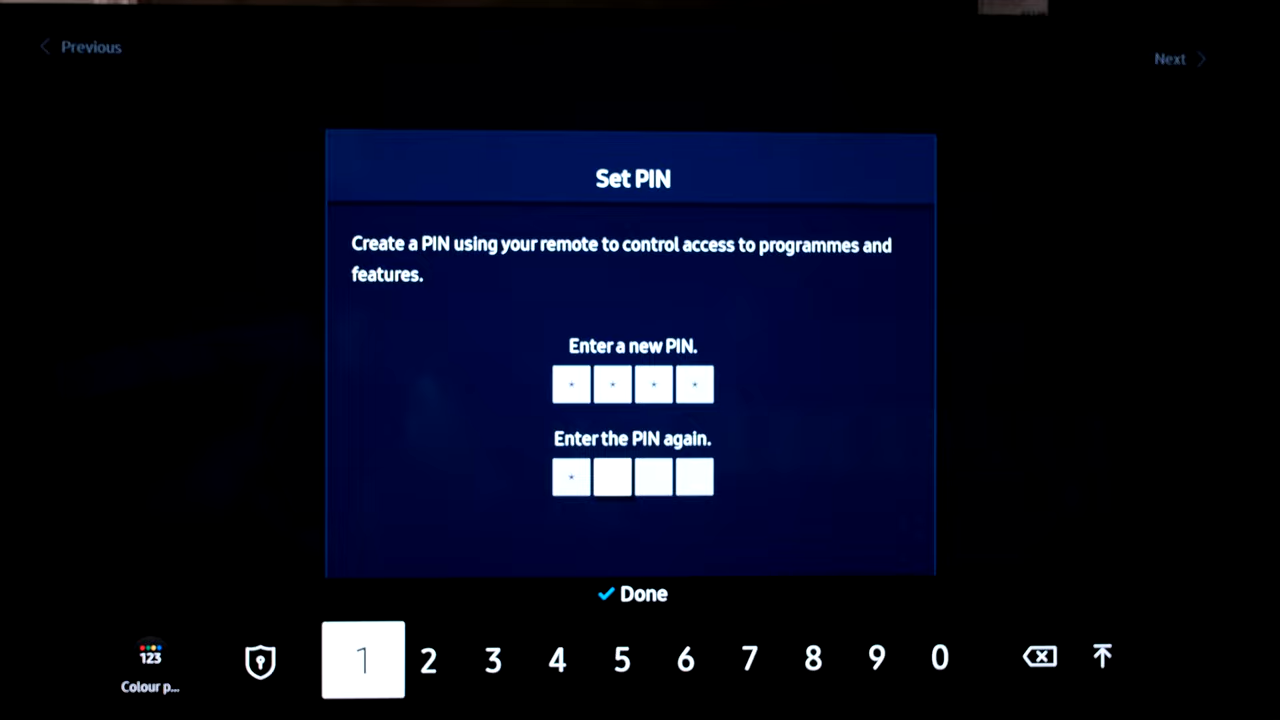 Previous
Next
Set PIN
Create a PIN using your remote to control access to programmes and
features.
Enter a new PIN.
* * * *
Enter the PIN again.
*
Done
123
Colour p...
1 2 3 4 5 6 7 8 9 0